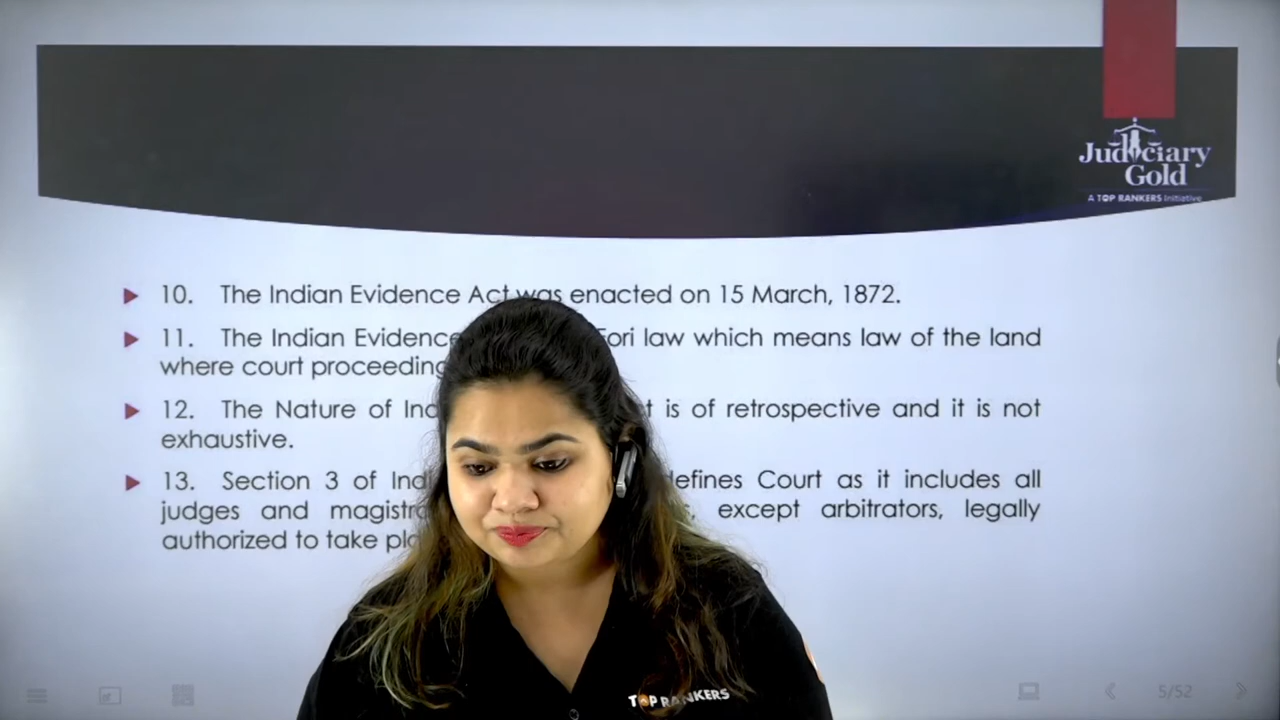 Judiciary
Gold
A TOP RANKERS Initiative
10. The Indian Evidence Act was enacted on 15 March, 1872.
11. The Indian Evidence Fori law which means law of the land
where court proceeding
12. The Nature of Ind t is of retrospective and it is not
exhaustive.
13. Section 3 of Indi defines Court as it includes all
judges and magistra s, except arbitrators, legally
authorized to take pla
TOP RANKERS
5/52